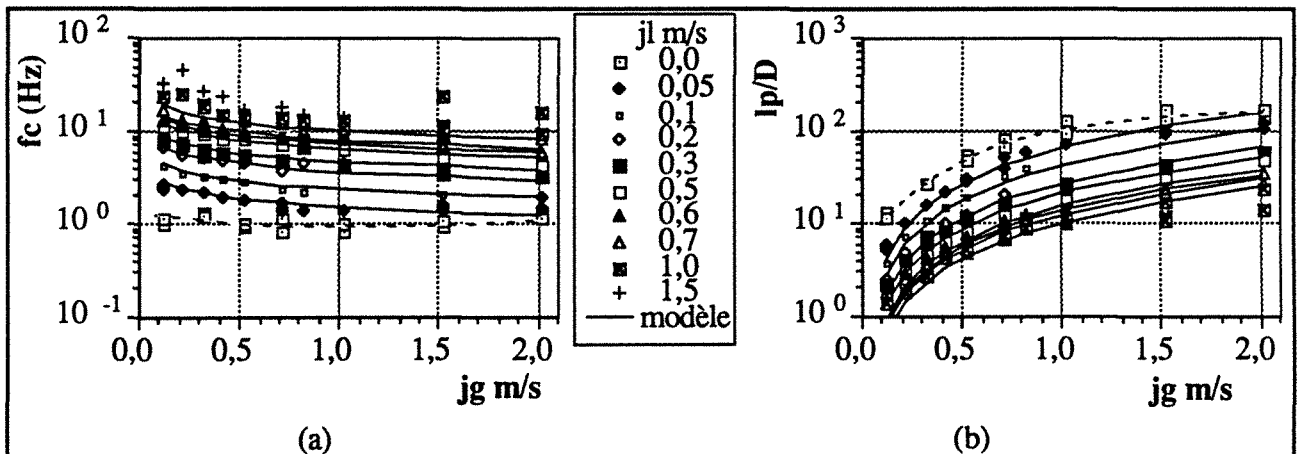 fc (Hz)
10 2
10 1
10 0
10 -1
0,0 0,5 1,0 1,5 2,0
jg m/s
(a)
jl m/s
0,0
0,05
0,1
0,2
0,3
0,5
0,6
0,7
1,0
1,5
modèle
lp/D
10 3
10 2
10 1
10 0
0,0 0,5 1,0 1,5 2,0
jg m/s
(b)